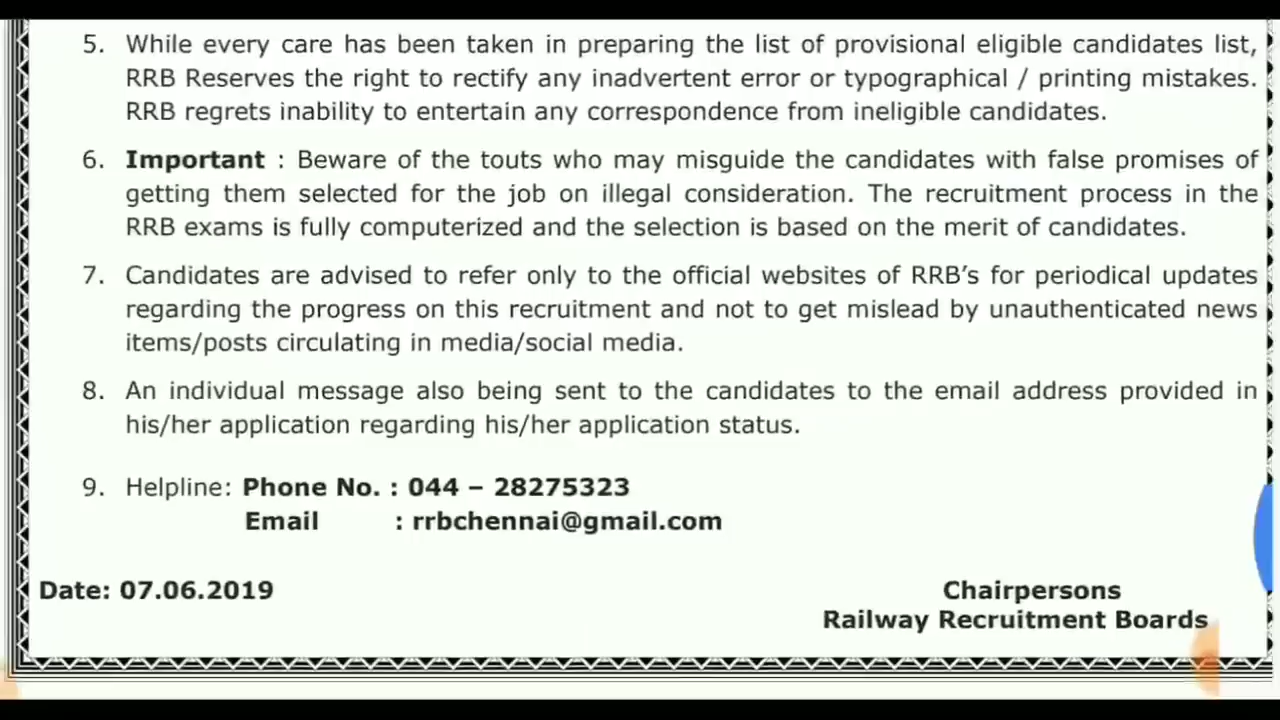 5. While every care has been taken in preparing the list of provisional eligible candidates list,
RRB Reserves the right to rectify any inadvertent error or typographical / printing mistakes.
RRB regrets inability to entertain any correspondence from ineligible candidates.
6. Important : Beware of the touts who may misguide the candidates with false promises of
getting them selected for the job on illegal consideration. The recruitment process in the
RRB exams is fully computerized and the selection is based on the merit of candidates.
7. Candidates are advised to refer only to the official websites of RRB's for periodical updates
regarding the progress on this recruitment and not to get mislead by unauthenticated news
items/posts circulating in media/social media.
8. An individual message also being sent to the candidates to the email address provided in
his/her application regarding his/her application status.
9. Helpline: Phone No. : 044 – 28275323
Email : rrbchennai@gmail.com
Date: 07.06.2019
Chairpersons
Railway Recruitment Boards